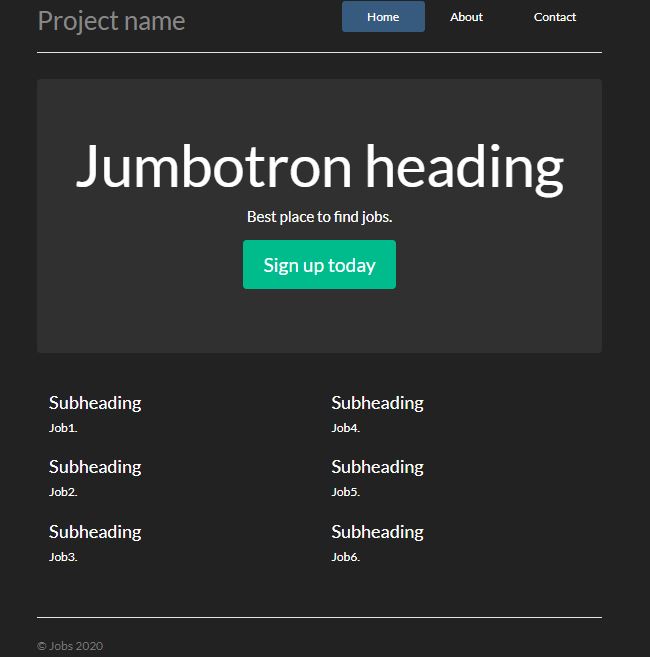 Project name
Home About Contact
Jumbotron heading
Best place to find jobs.
Sign up today
Subheading
Job1.
Subheading
Job2.
Subheading
Job3.
Subheading
Job4.
Subheading
Job5.
Subheading
Job6.
© Jobs 2020